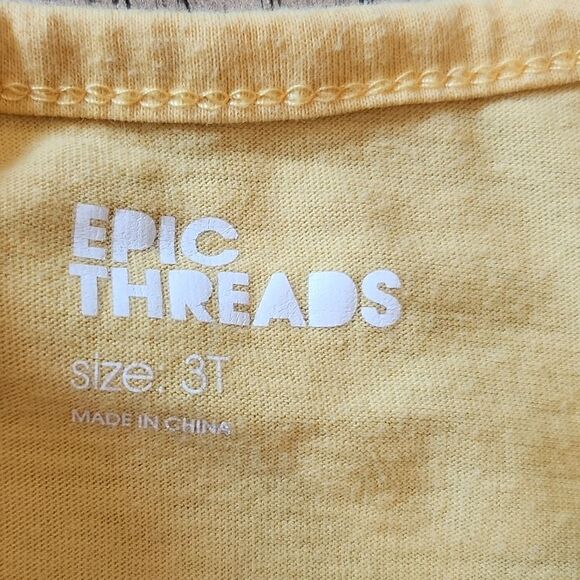 EPIC
THREADS
size: 3T
MADE IN CHINA